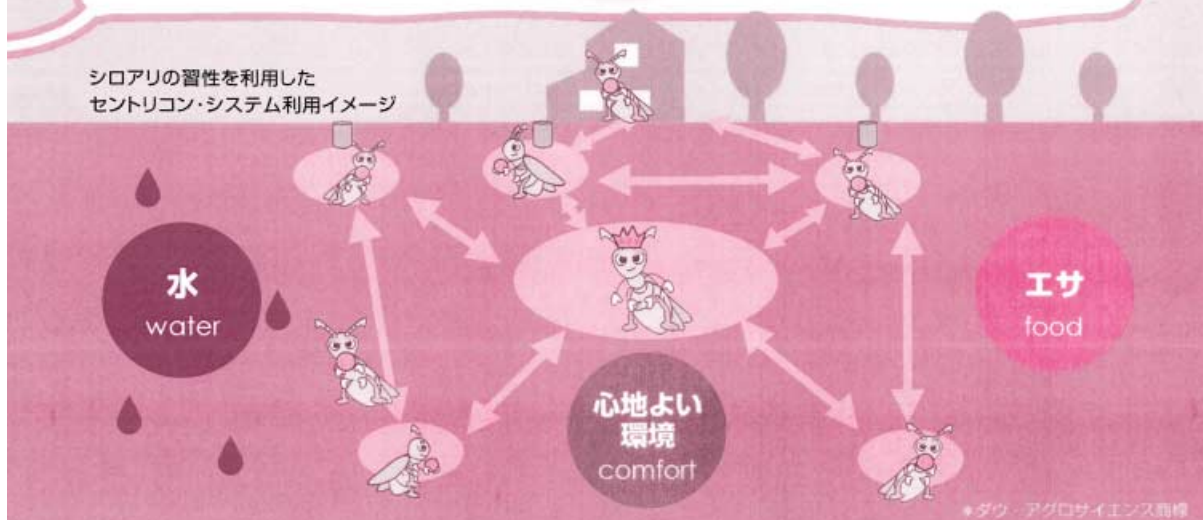 シロアリの習性を利用した
セントリコン・システム利用イメージ
水
water
エサ
food
心地よい
環境
comfort
*ダウ・アグロサイエンス商標